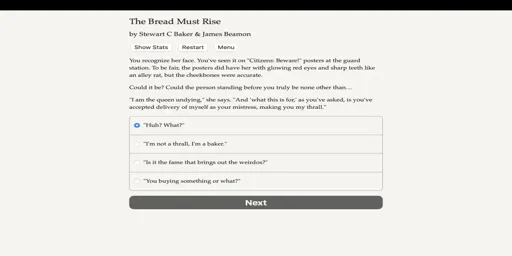 The Bread Must Rise
by Stewart C Baker & James Beamon
Show Stats Restart Menu
You recognize her face. You've seen it on "Citizens: Beware!" posters at the guard
station. To be fair, the posters did have her with glowing red eyes and sharp teeth like
an alley rat, but the cheekbones were accurate.
Could it be? Could the person standing before you truly be none other than…
"I am the queen undying," she says. "And 'what this is for,' as you've asked, is you've
accepted delivery of myself as your mistress, making you my thrall."
"Huh? What?"
"I'm not a thrall, I'm a baker."
"Is it the fame that brings out the weirdos?"
"You buying something or what?"
Next